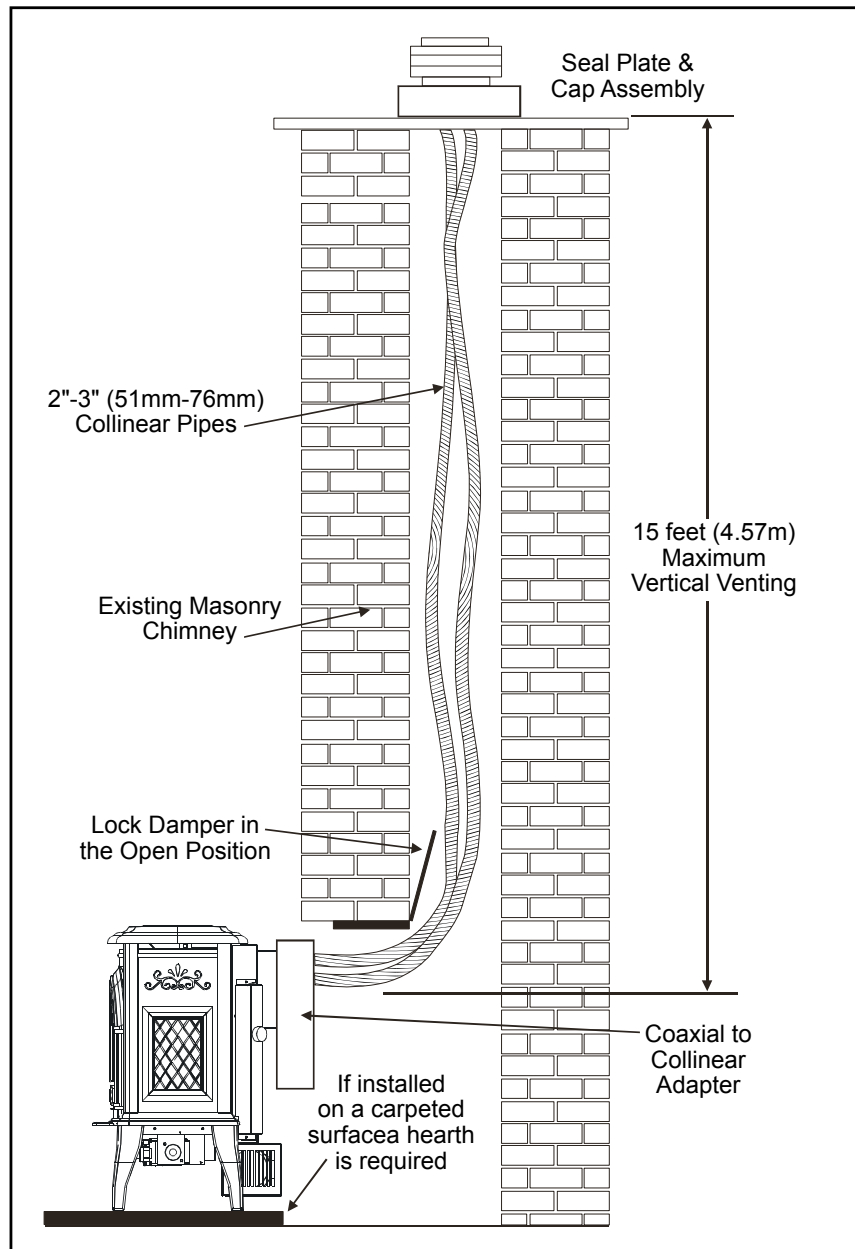 Seal Plate &
Cap Assembly
2"-3" (51mm-76mm)
Collinear Pipes
15 feet (4.57m)
Maximum
Vertical Venting
Existing Masonry
Chimney
Lock Damper in
the Open Position
Coaxial to
Collinear
Adapter
If installed
on a carpeted
surfacea hearth
is required